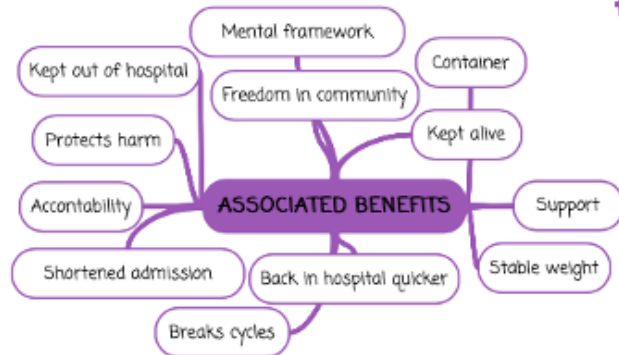 Mental framework
Kept out of hospital
Container
Freedom in community
Protects harm
Kept alive
Accontability
ASSOCIATED BENEFITS
Support
Shortened admission
Back in hospital quicker
Stable weight
Breaks cycles